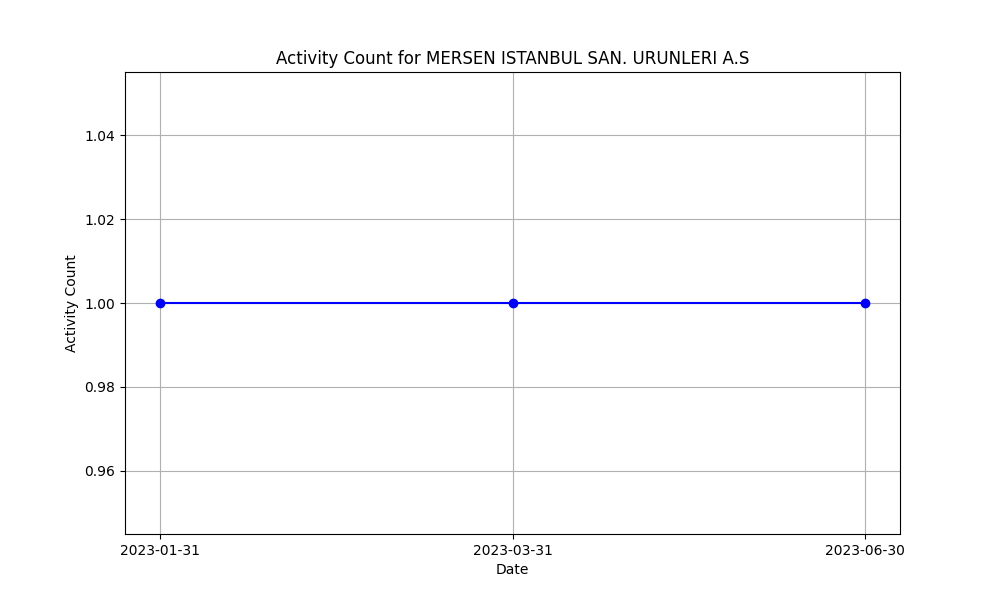 Activity Count for MERSEN ISTANBUL SAN. URUNLERI A.S
Activity Count
1.04
1.02
1.00
0.98
0.96
2023-01-31
2023-03-31
2023-06-30
Date